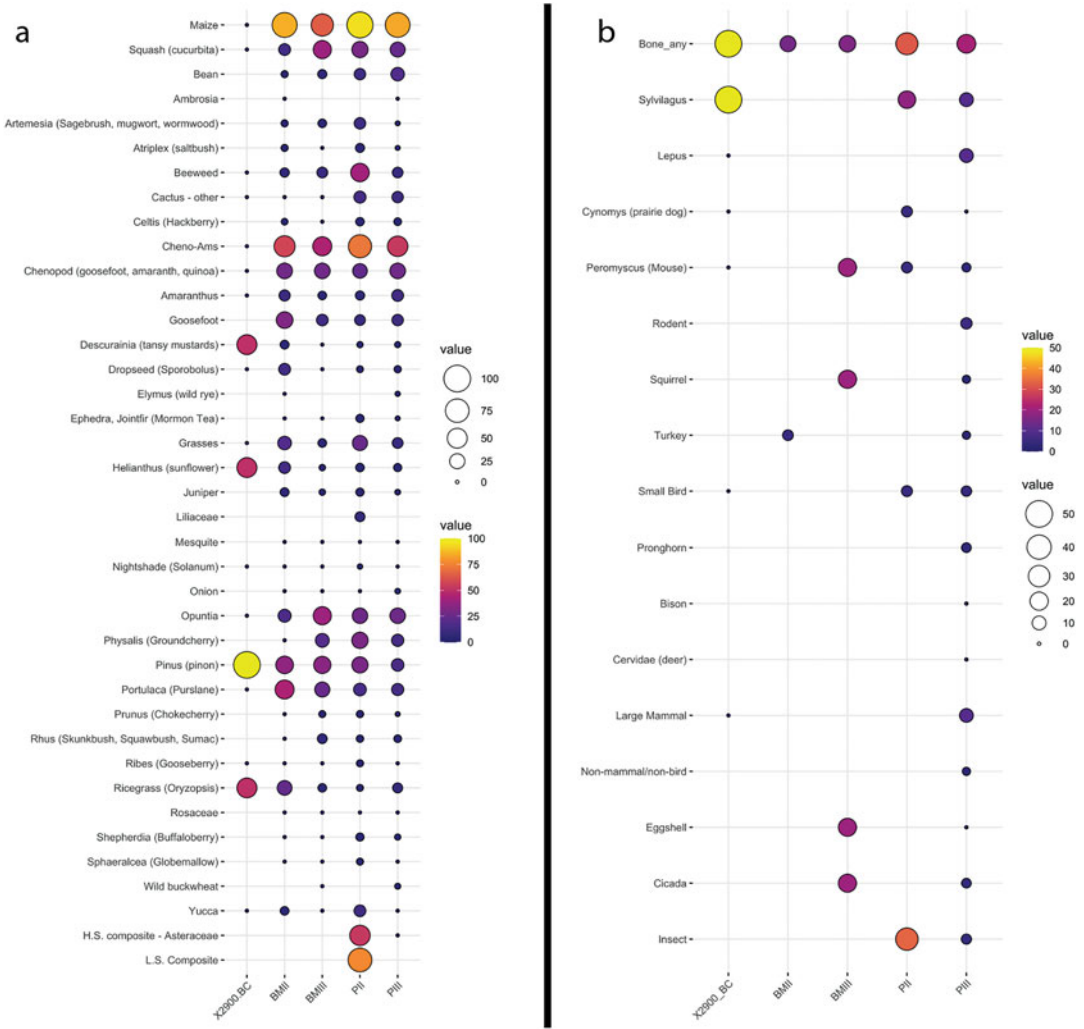 a
Maize
Squash (cucurbita)
Bean
Ambrosia
Artemesia (Sagebrush, mugwort, wormwood)
Atriplex (saltbush)
Beeweed
Cactus - other
Celtis (Hackberry)
Cheno-Ams
Chenopod (goosefoot, amaranth, quinoa)
Amaranthus
Goosefoot
Descurainia (tansy mustards)
Dropseed (Sporobolus)
Elymus (wild rye)
Ephedra, Jointfir (Mormon Tea)
Grasses
Helianthus (sunflower)
Juniper
Liliaceae
Mesquite
Nightshade (Solanum)
Onion
Opuntia
Physalis (Groundcherry)
Pinus (pinon)
Portulaca (Purslane)
Prunus (Chokecherry)
Rhus (Skunkbush, Squawbush, Sumac)
Ribes (Gooseberry)
Ricegrass (Oryzopsis)
Rosaceae
Shepherdia (Buffaloberry)
Sphaeralcea (Globemallow)
Wild buckwheat
Yucca
H.S. composite - Asteraceae
L.S. Composite
X2900.BC
BMII
BMIII
PII
PIII
value
100
75
50
25
0
value
100
75
50
25
0
b
Bone_any
Sylvilagus
Lepus
Cynomys (prairie dog)
Peromyscus (Mouse)
Rodent
Squirrel
Turkey
Small Bird
Pronghorn
Bison
Cervidae (deer)
Large Mammal
Non-mammal/non-bird
Eggshell
Cicada
Insect
X2900_BC
BMII
BMIII
PII
PIII
value
50
40
30
20
10
0
value
50
40
30
20
10
0